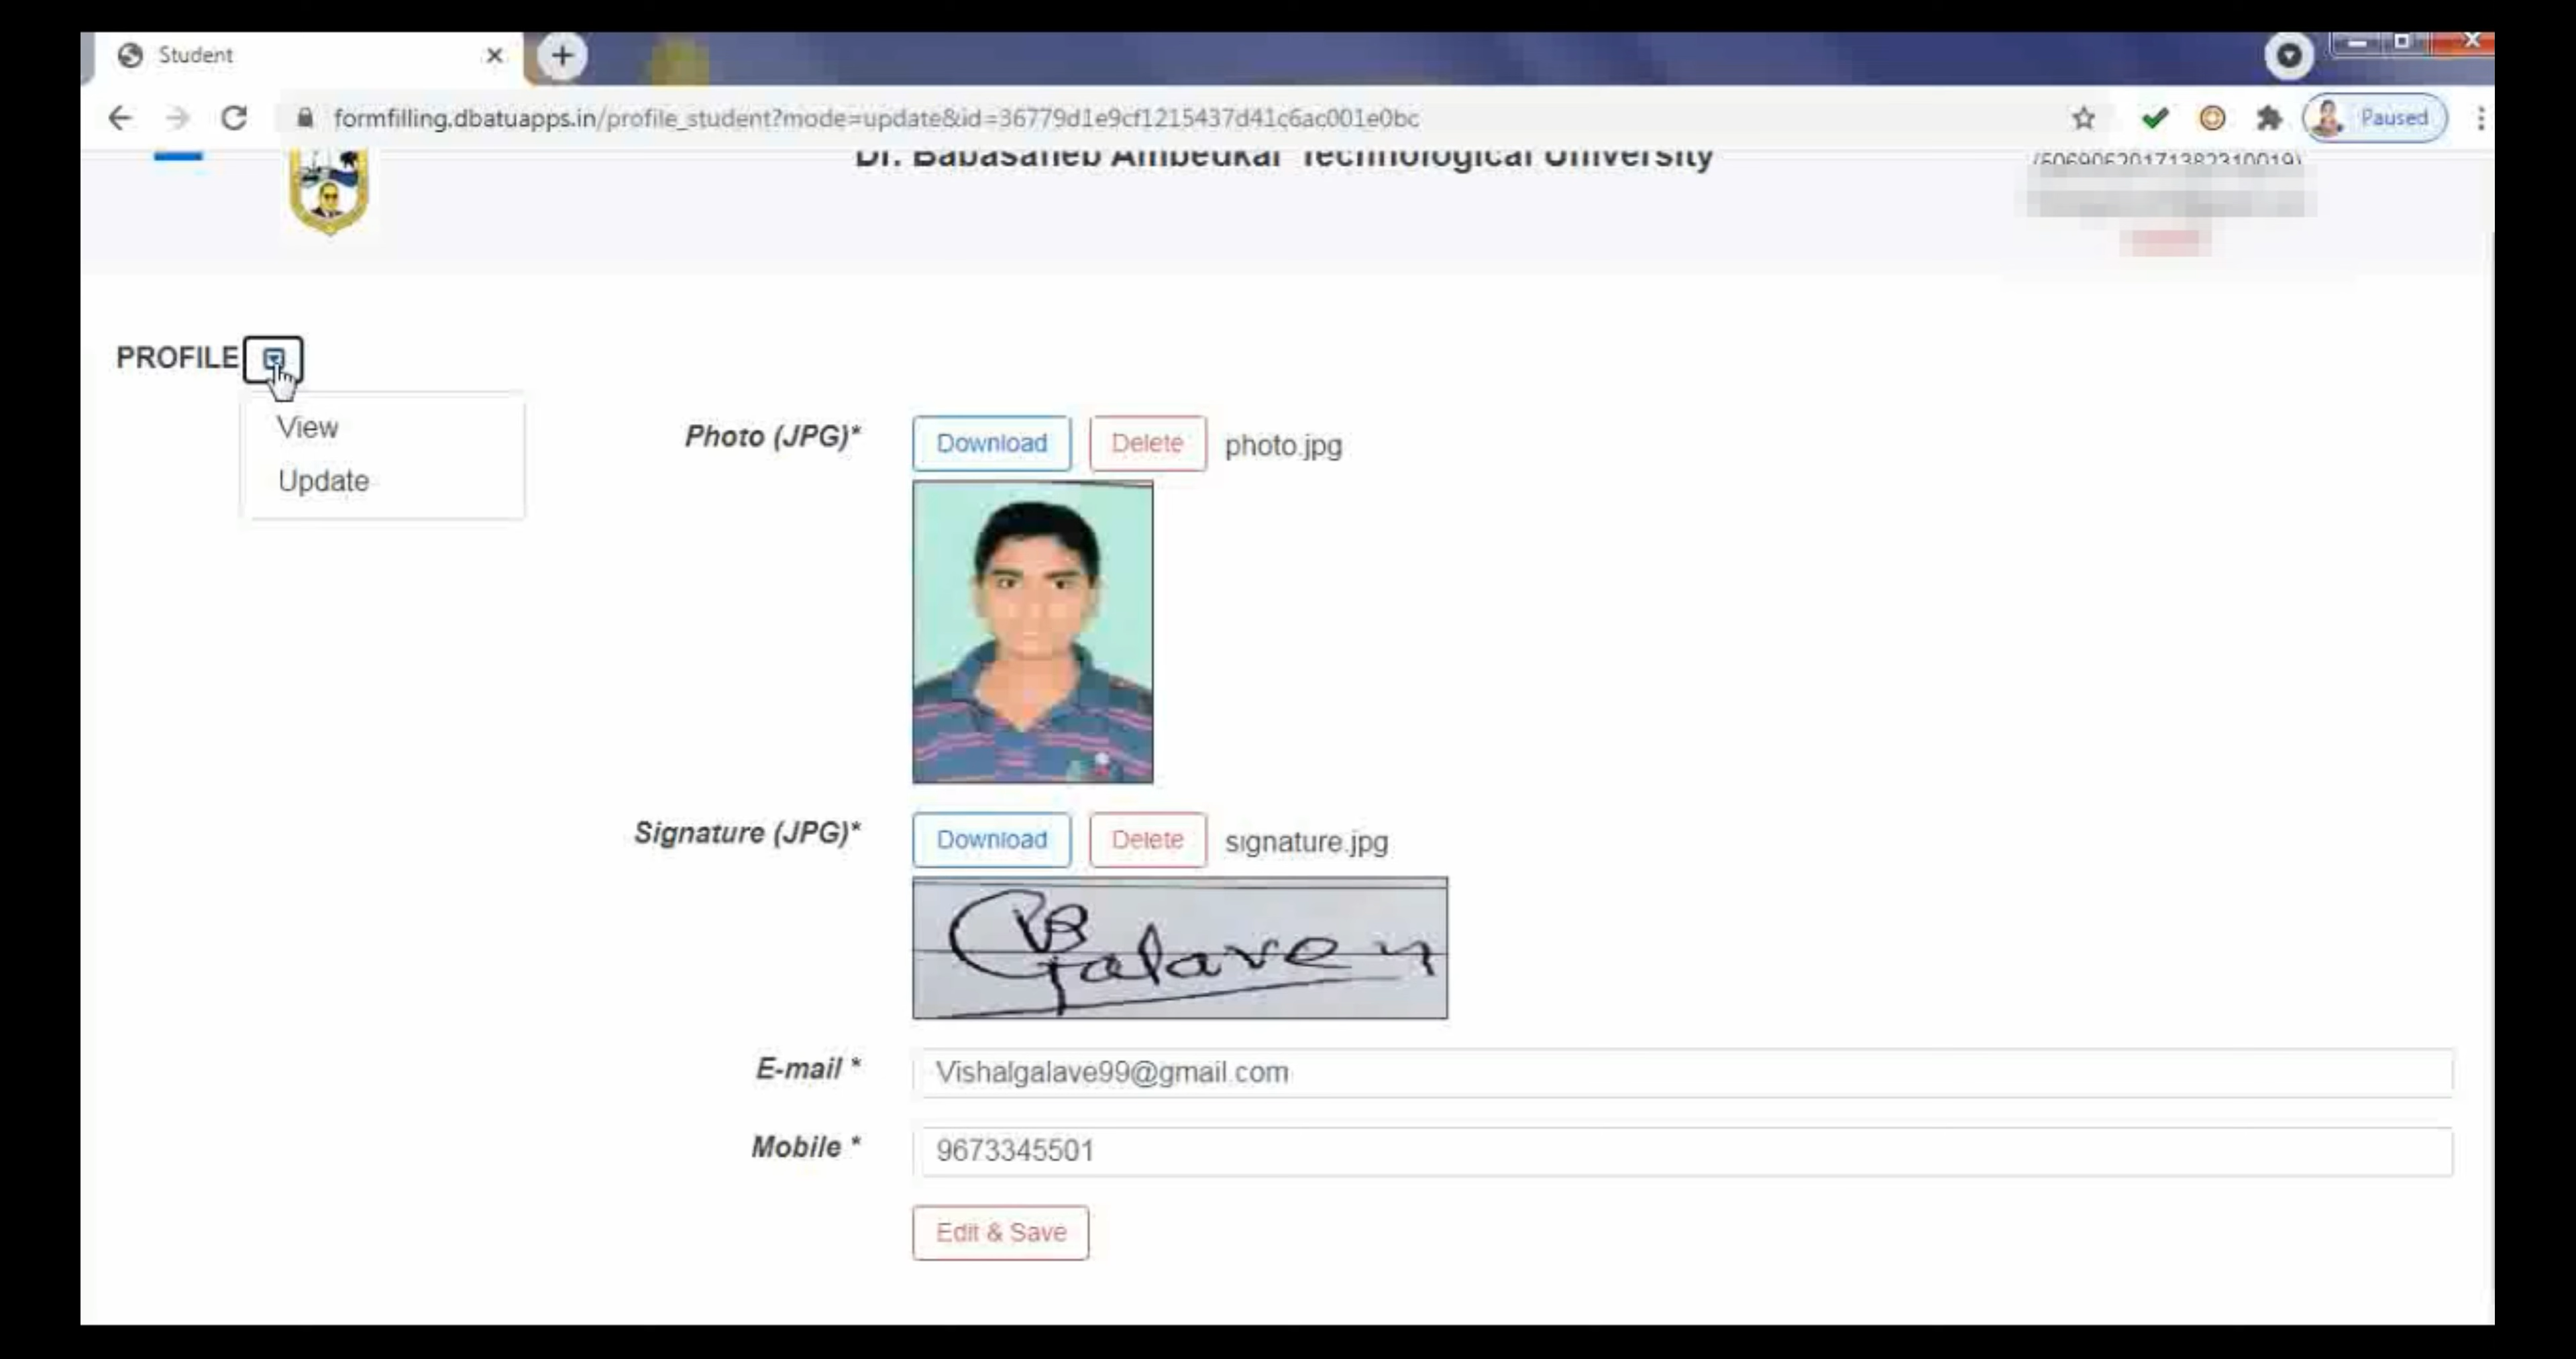 Student
formfilling.dbatuapps.in/profile_student?mode=update&id=36779d1e9cf1215437d41c6ac001e0bc
Paused
Dr. Babasaheb Ambedkar Technological University
(60690620171382310019)
PROFILE
View
Update
Photo (JPG)*
Download
Delete
photo.jpg
Signature (JPG)*
Download
Delete
signature.jpg
Galave
E-mail *
Vishalgalave99@gmail.com
Mobile *
9673345501
Edit & Save